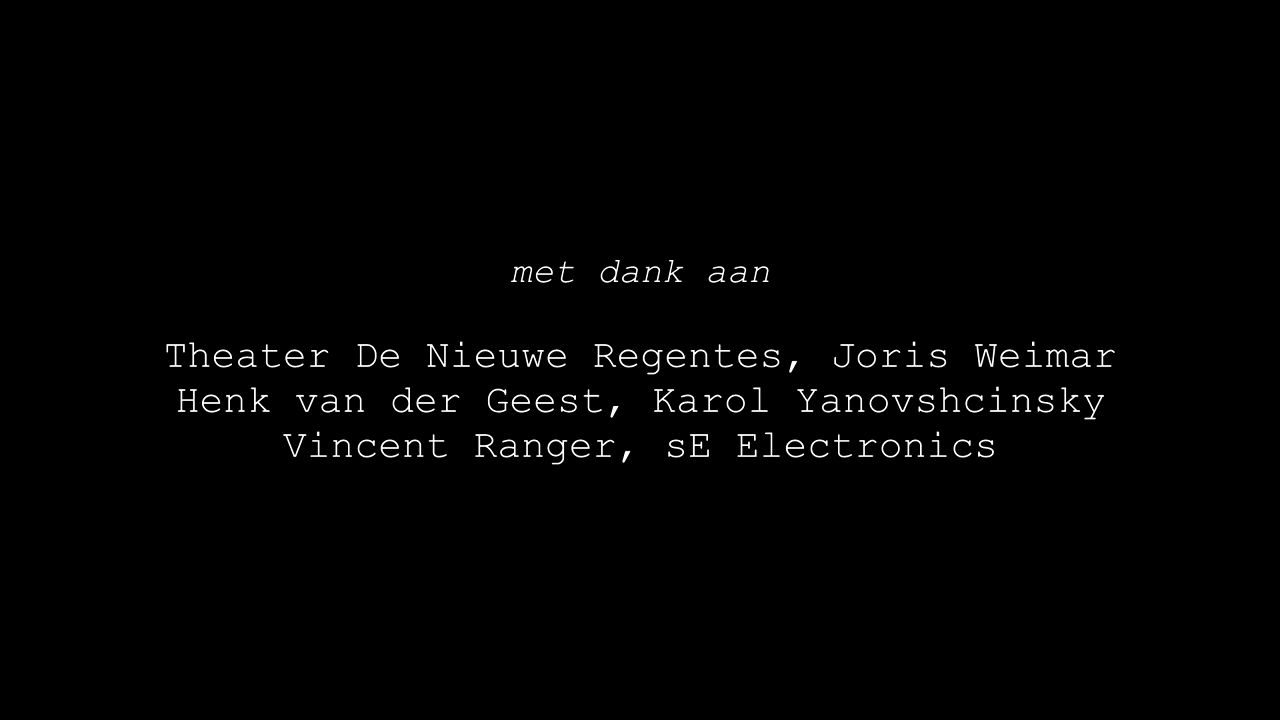 met dank aan
Theater De Nieuwe Regentes, Joris Weimar
Henk van der Geest, Karol Yanovshcinsky
Vincent Ranger, sE Electronics